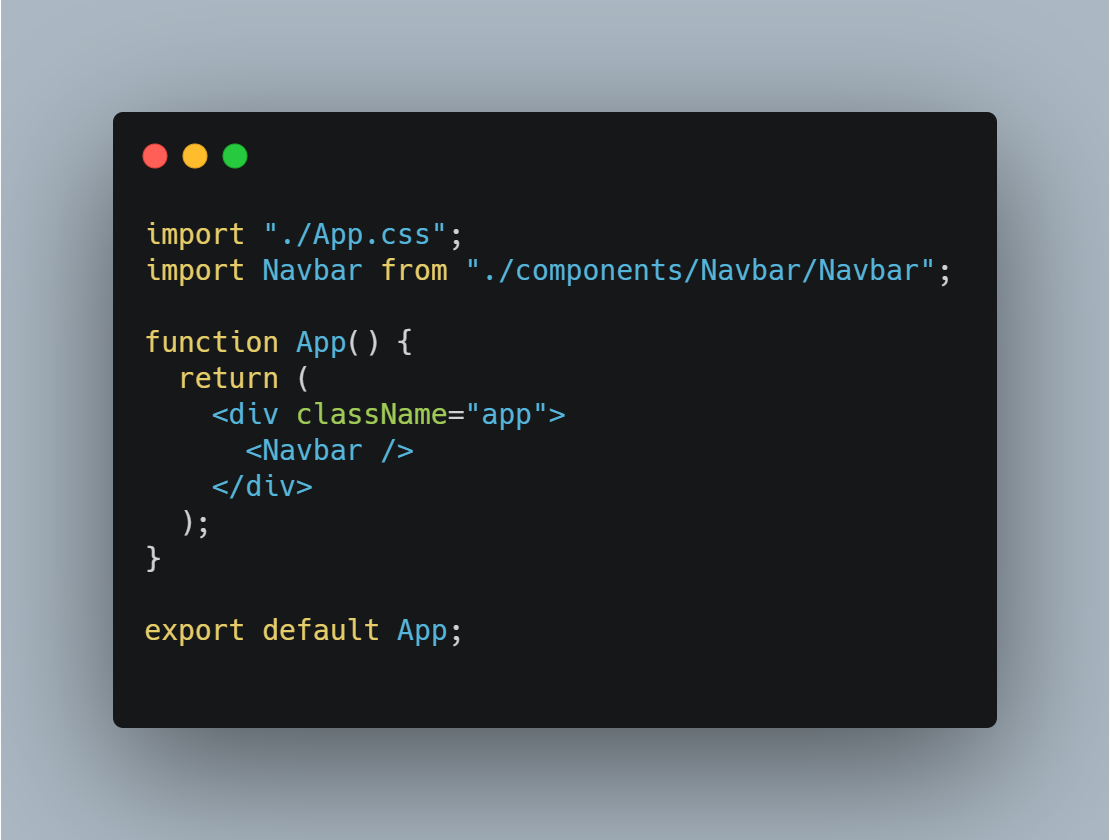 import "./App.css";
import Navbar from "./components/Navbar/Navbar";

function App() {
  return (
    <div className="app">
      <Navbar />
    </div>
  );
}

export default App;